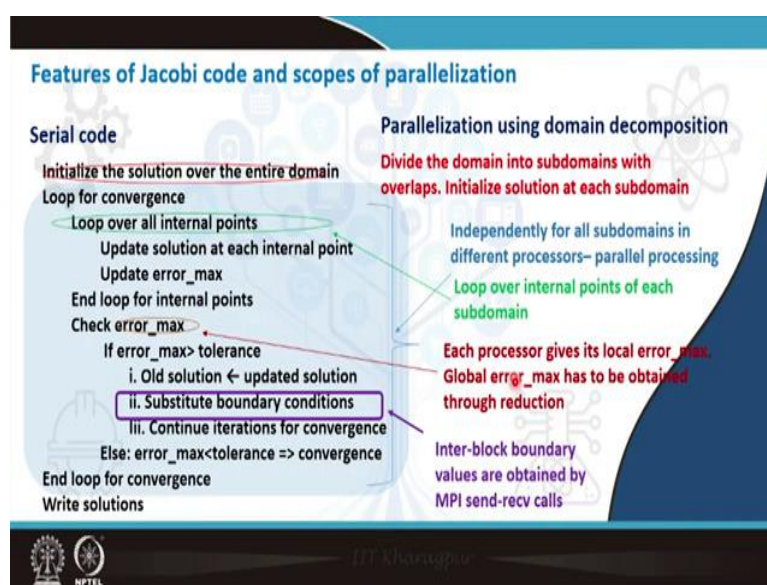 Features of Jacobi code and scopes of parallelization
Serial code
Initialize the solution over the entire domain
Loop for convergence
Loop over all internal points
Update solution at each internal point
Update error_max
End loop for internal points
Check error_max
If error_max> tolerance
i. Old solution ← updated solution
ii. Substitute boundary conditions
Iii. Continue iterations for convergence
Else: error_max<tolerance => convergence
End loop for convergence
Write solutions
Parallelization using domain decomposition
Divide the domain into subdomains with
overlaps. Initialize solution at each subdomain
Independently for all subdomains in
different processors– parallel processing
Loop over internal points of each
subdomain
Each processor gives its local error_max.
Global error_max has to be obtained
through reduction
Inter-block boundary
values are obtained by
MPI send-recv calls
IIT Kharagpur
NPTEL